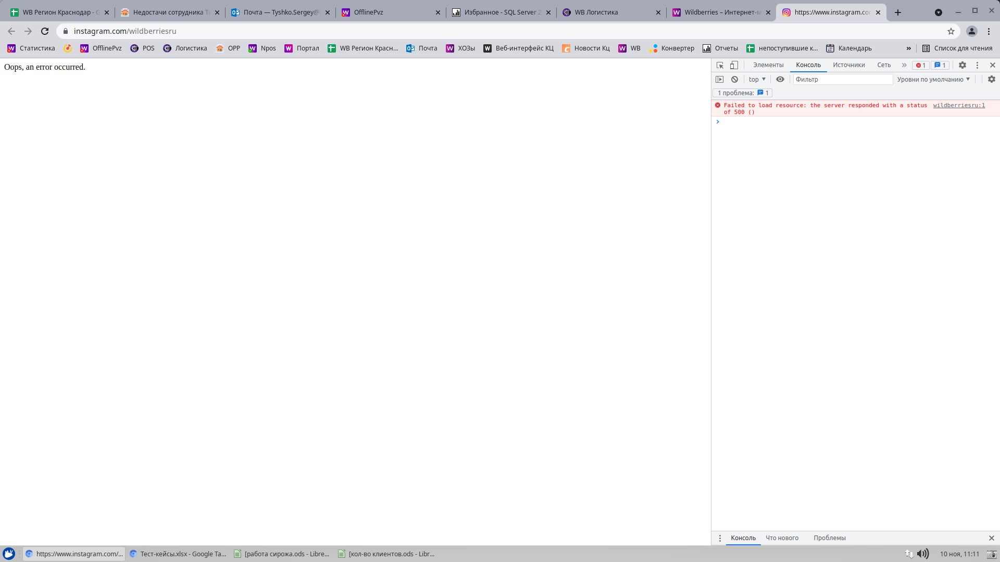 WB Регион Краснодар - G
Недостачи сотрудника Ты
Почта — Tyshko.Sergey@
OfflinePvz
Избранное - SQL Server 2
WB Логистика
Wildberries – Интернет-м
https://www.instagram.com
instagram.com/wildberriesru
Статистика
OfflinePvz
POS
Логистика
ОРР
Npos
Портал
WB Регион Красн...
Почта
ХОЗы
Веб-интерфейс КЦ
Новости Кц
WB
Конвертер
Отчеты
непоступившие к...
Календарь
»
Список для чтения
Oops, an error occurred.
Элементы
Консоль
Источники
Сеть
»
1
1
top
Фильтр
Уровни по умолчанию
1 проблема: 1
Failed to load resource: the server responded with a status wildberriesru:1
of 500 ()
Консоль
Что нового
Проблемы
https://www.instagram.com/...
Тест-кейсы.xlsx - Google Ta...
[работа сирожа.ods - Libre...
[кол-во клиентов.ods - Libr...
10 ноя, 11:11